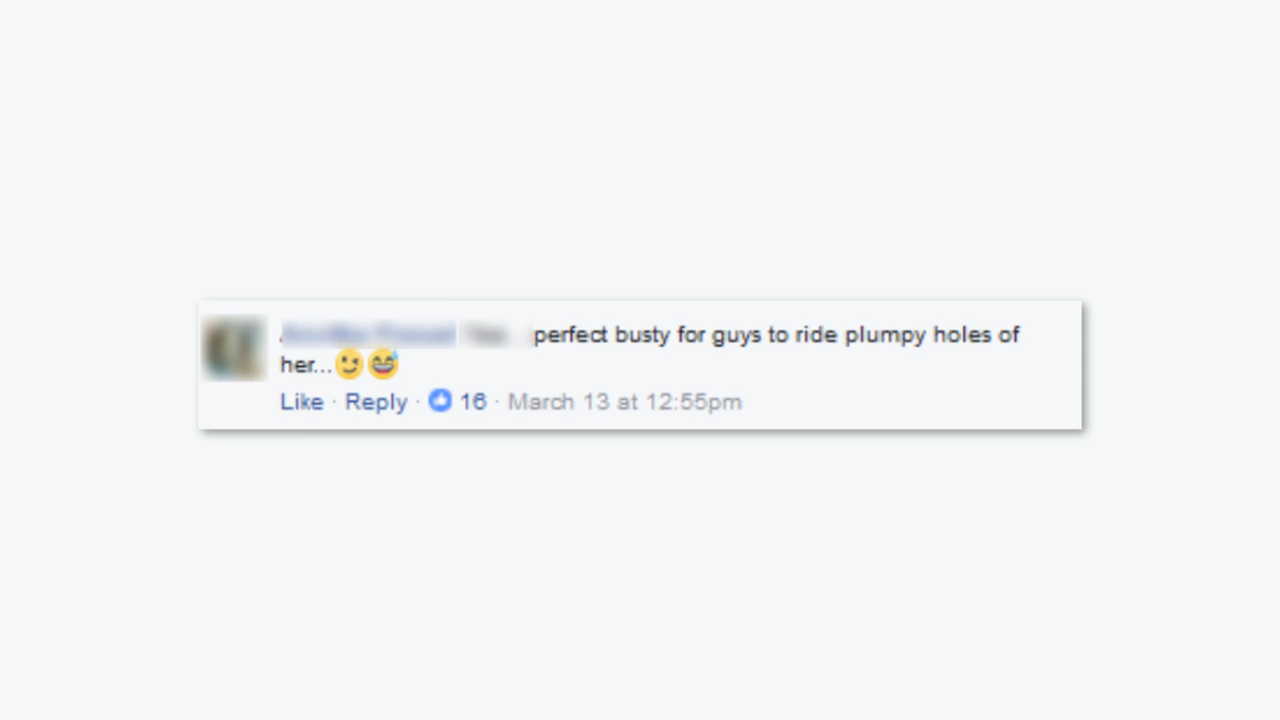 perfect busty for guys to ride plumpy holes of
her...😉😅
Like · Reply · 16 · March 13 at 12:55pm